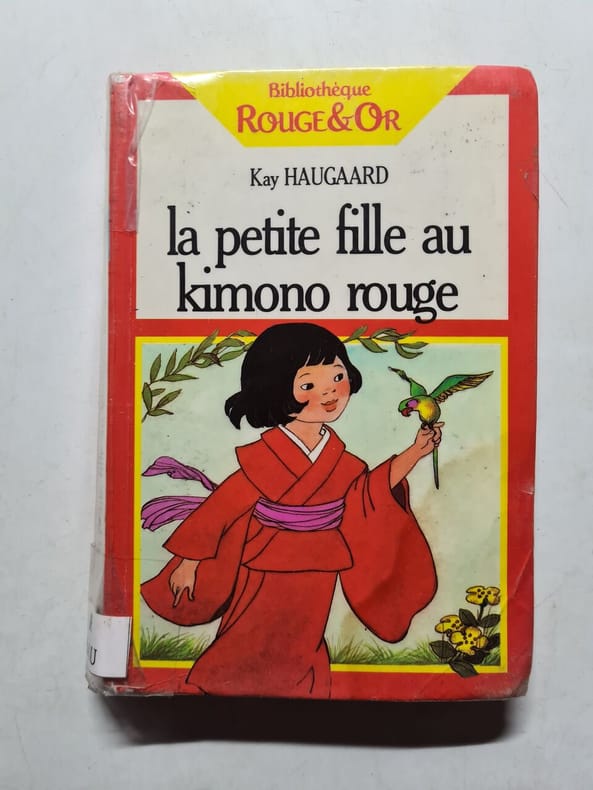 Bibliothèque
ROUGE&OR
Kay HAUGAARD
la petite fille au
kimono rouge